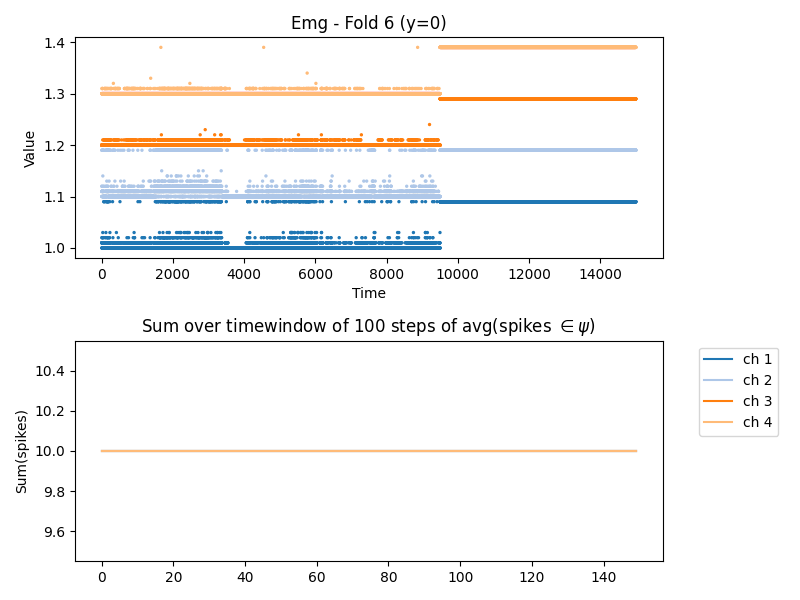 Emg - Fold 6 (y=0)
Value
1.4
1.3
1.2
1.1
1.0
0 2000 4000 6000 8000 10000 12000 14000
Time
Sum over timewindow of 100 steps of avg(spikes ∈ ψ)
Sum(spikes)
10.4
10.2
10.0
9.8
9.6
0 20 40 60 80 100 120 140
ch 1
ch 2
ch 3
ch 4